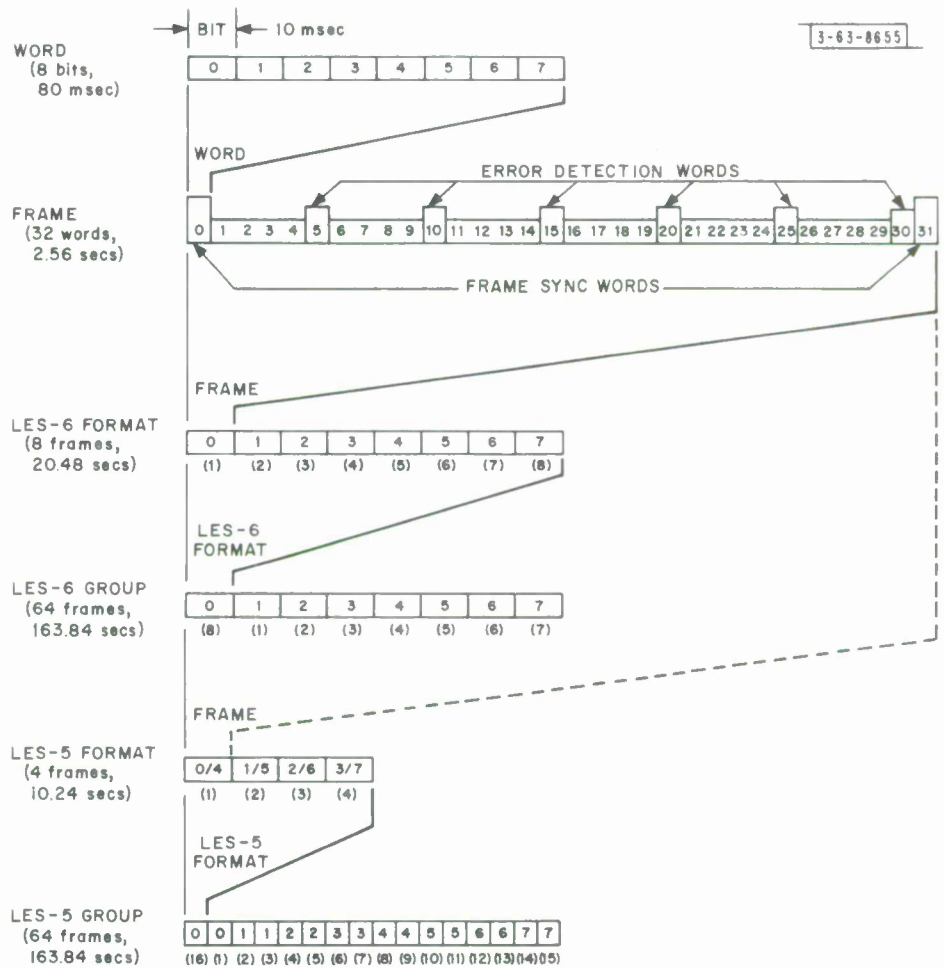 BIT 10 msec
3-63-8655
WORD
(8 bits,
80 msec)
0 1 2 3 4 5 6 7
WORD
ERROR DETECTION WORDS
FRAME
(32 words,
2.56 secs)
0 1 2 3 4 5 6 7 8 9 10 11 12 13 14 15 16 17 18 19 20 21 22 23 24 25 26 27 28 29 30 31
FRAME SYNC WORDS
FRAME
LES-6 FORMAT
(8 frames,
20.48 secs)
0 1 2 3 4 5 6 7
(1) (2) (3) (4) (5) (6) (7) (8)
LES-6
FORMAT
LES-6 GROUP
(64 frames,
163.84 secs)
0 1 2 3 4 5 6 7
(8) (1) (2) (3) (4) (5) (6) (7)
FRAME
LES-5 FORMAT
(4 frames,
10.24 secs)
0/4 1/5 2/6 3/7
(1) (2) (3) (4)
LES-5
FORMAT
LES-5 GROUP
(64 frames,
163.84 secs)
0 0 1 1 2 2 3 3 4 4 5 5 6 6 7 7
(16) (1) (2) (3) (4) (5) (6) (7) (8) (9) (10) (11) (12) (13) (14) (15)